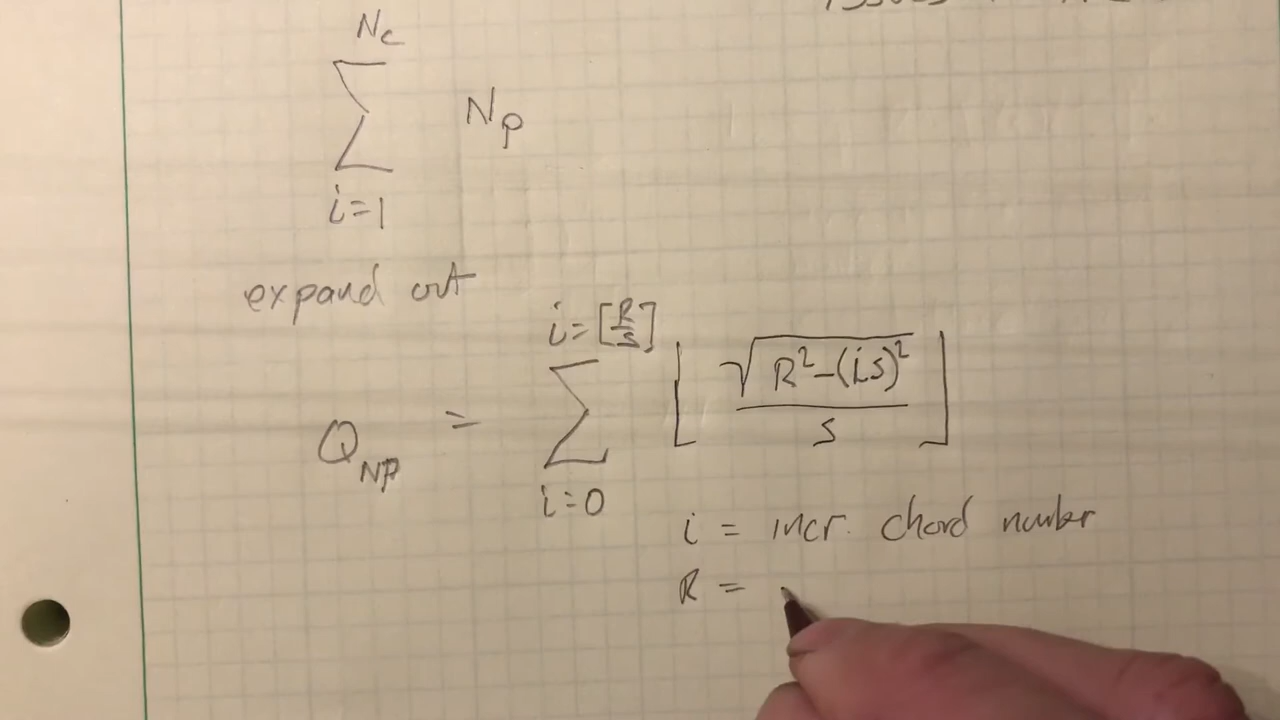 Nc
∑ Np
i=1
expand out
i=[R/s]
Q_NP = ∑ ⌊ √(R²-(is)²) / s ⌋
i=0
i = incr. chord number
R =